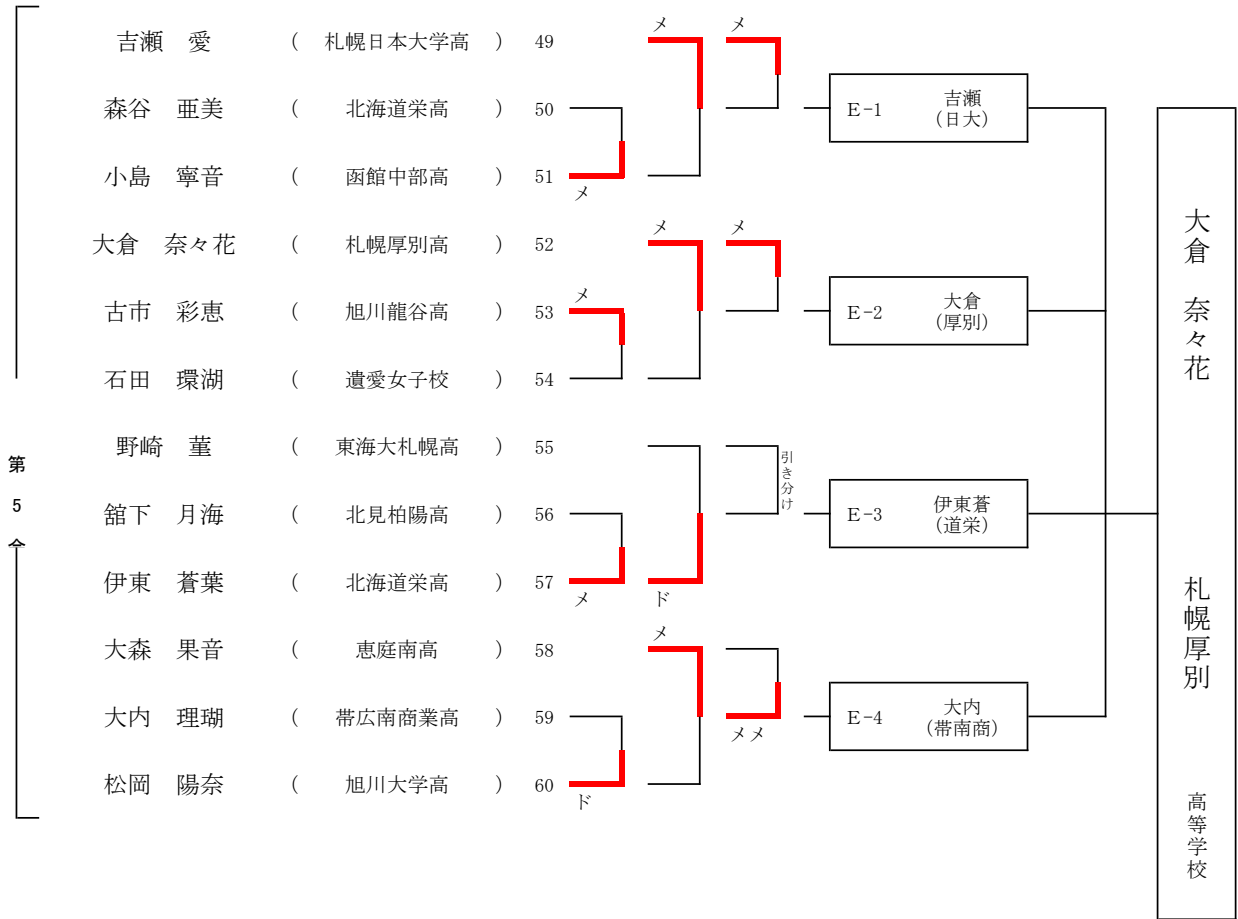 メ メ
吉瀬 愛 ( 札幌日本大学高 ) 49
森谷 亜美 ( 北海道栄高 ) 50
E-1 吉瀬
(日大)
小島 寧音 ( 函館中部高 ) 51
メ
メ メ
大倉 奈々花 ( 札幌厚別高 ) 52
メ
古市 彩恵 ( 旭川龍谷高 ) 53
E-2 大倉
(厚別)
石田 環湖 ( 遺愛女子校 ) 54
野崎 菫 ( 東海大札幌高 ) 55
引き分け
舘下 月海 ( 北見柏陽高 ) 56
E-3 伊東蒼
(道栄)
伊東 蒼葉 ( 北海道栄高 ) 57
メ ド
メ
大森 果音 ( 恵庭南高 ) 58
大内 理瑚 ( 帯広南商業高 ) 59
メメ
E-4 大内
(帯南商)
松岡 陽奈 ( 旭川大学高 ) 60
ド
第5
大倉 奈々花 札幌厚別 高等学校